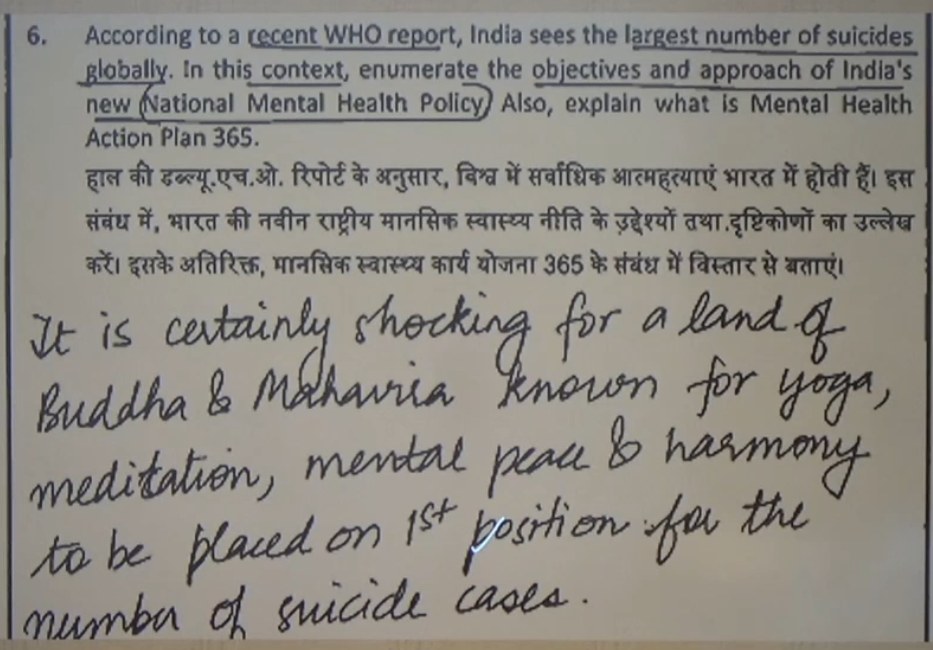 6. According to a recent WHO report, India sees the largest number of suicides
globally. In this context, enumerate the objectives and approach of India's
new National Mental Health Policy. Also, explain what is Mental Health
Action Plan 365.
हाल की डब्ल्यू.एच.ओ. रिपोर्ट के अनुसार, विश्व में सर्वाधिक आत्महत्याएं भारत में होती हैं। इस
संबंध में, भारत की नवीन राष्ट्रीय मानसिक स्वास्थ्य नीति के उद्देश्यों तथा दृष्टिकोणों का उल्लेख
करें। इसके अतिरिक्त, मानसिक स्वास्थ्य कार्य योजना 365 के संबंध में विस्तार से बताएं।
It is certainly shocking for a land of
Buddha & Mahavira known for yoga,
meditation, mental peace & harmony
to be placed on 1st position for the
number of suicide cases.